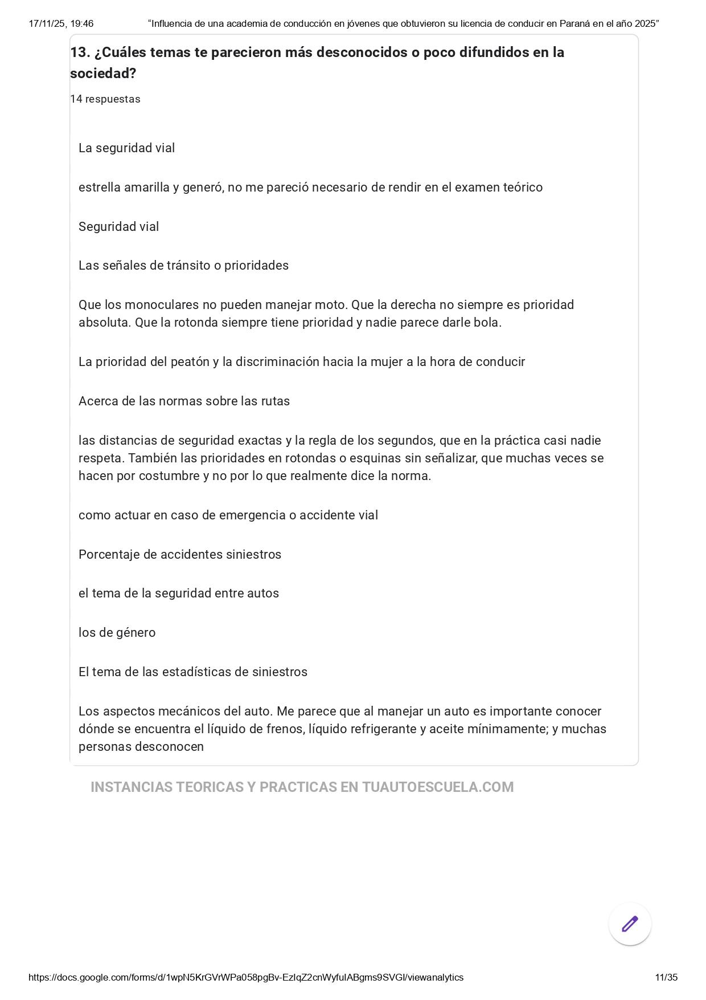 17/11/25, 19:46
“Influencia de una academia de conducción en jóvenes que obtuvieron su licencia de conducir en Paraná en el año 2025”
13. ¿Cuáles temas te parecieron más desconocidos o poco difundidos en la
sociedad?
14 respuestas
La seguridad vial
estrella amarilla y generó, no me pareció necesario de rendir en el examen teórico
Seguridad vial
Las señales de tránsito o prioridades
Que los monoculares no pueden manejar moto. Que la derecha no siempre es prioridad
absoluta. Que la rotonda siempre tiene prioridad y nadie parece darle bola.
La prioridad del peatón y la discriminación hacia la mujer a la hora de conducir
Acerca de las normas sobre las rutas
las distancias de seguridad exactas y la regla de los segundos, que en la práctica casi nadie
respeta. También las prioridades en rotondas o esquinas sin señalizar, que muchas veces se
hacen por costumbre y no por lo que realmente dice la norma.
como actuar en caso de emergencia o accidente vial
Porcentaje de accidentes siniestros
el tema de la seguridad entre autos
los de género
El tema de las estadísticas de siniestros
Los aspectos mecánicos del auto. Me parece que al manejar un auto es importante conocer
dónde se encuentra el líquido de frenos, líquido refrigerante y aceite mínimamente; y muchas
personas desconocen
INSTANCIAS TEORICAS Y PRACTICAS EN TUAUTOESCUELA.COM
https://docs.google.com/forms/d/1wpN5KrGVrWPa058pgBv-EzIqZ2cnWyfuIABgms9SVGI/viewanalytics
11/35